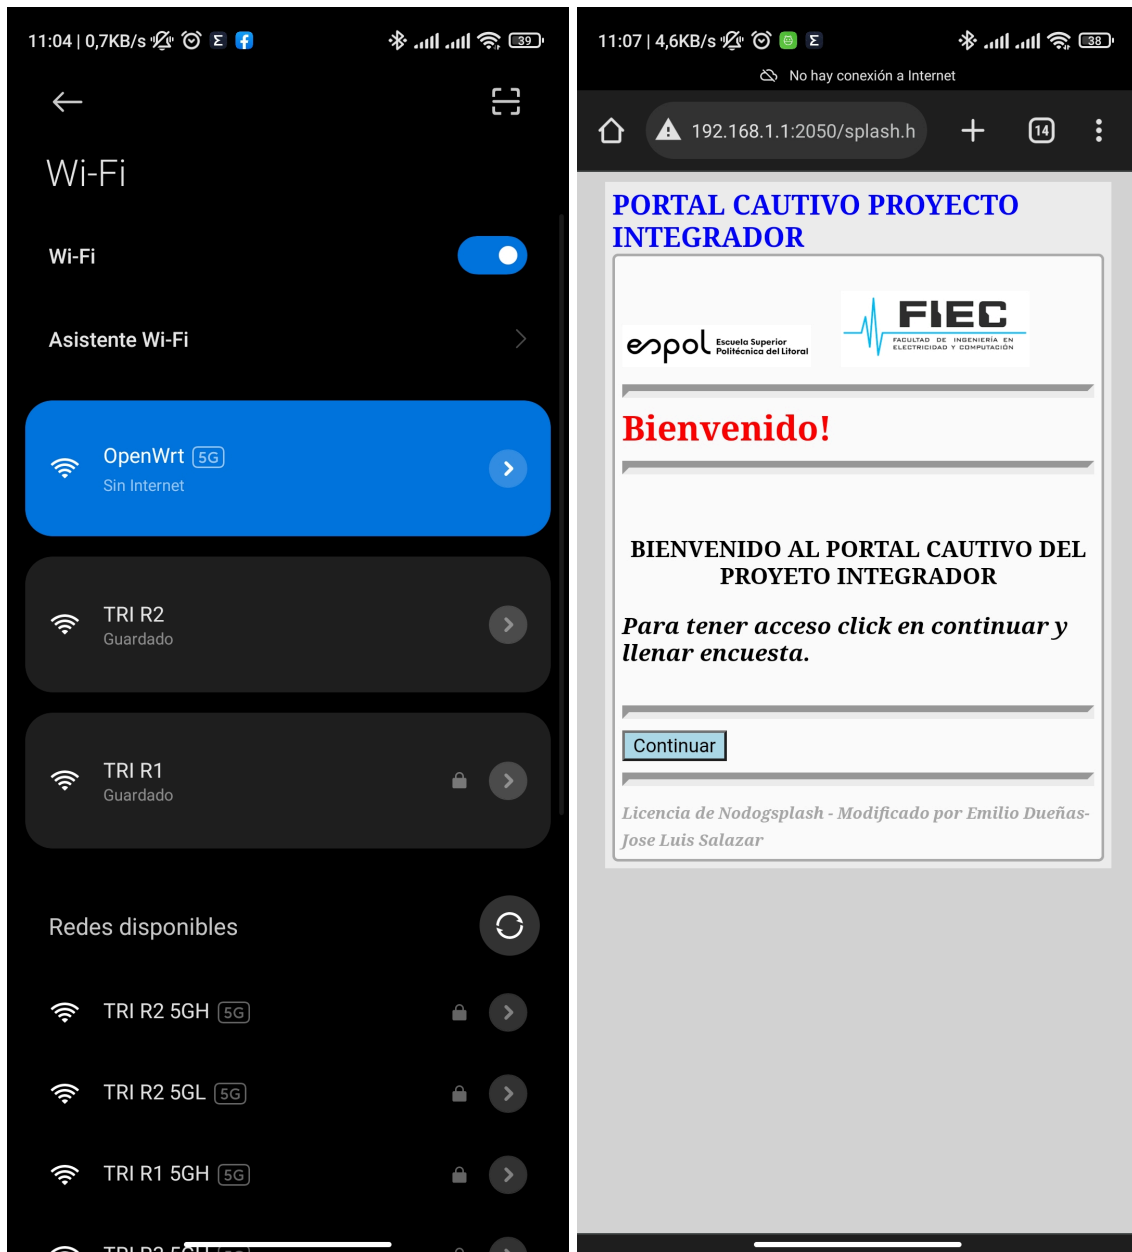 11:04 | 0,7KB/s
39
Wi-Fi
Wi-Fi
Asistente Wi-Fi
OpenWrt 5G
Sin Internet
TRI R2
Guardado
TRI R1
Guardado
Redes disponibles
TRI R2 5GH 5G
TRI R2 5GL 5G
TRI R1 5GH 5G
11:07 | 4,6KB/s
38
No hay conexión a Internet
192.168.1.1:2050/splash.h
14
PORTAL CAUTIVO PROYECTO
INTEGRADOR
espol Escuela Superior
Politécnica del Litoral
FIEC
FACULTAD DE INGENIERÍA EN
ELECTRICIDAD Y COMPUTACIÓN
Bienvenido!
BIENVENIDO AL PORTAL CAUTIVO DEL
PROYETO INTEGRADOR
Para tener acceso click en continuar y
llenar encuesta.
Continuar
Licencia de Nodogsplash - Modificado por Emilio Dueñas-
Jose Luis Salazar